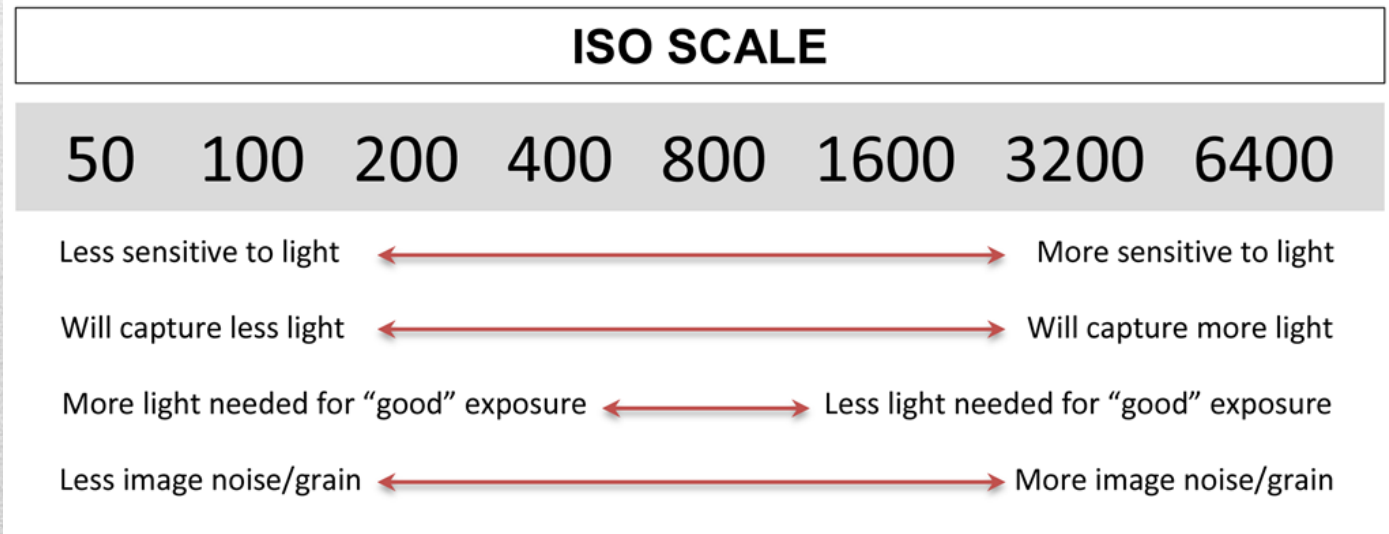 ISO SCALE
50 100 200 400 800 1600 3200 6400
Less sensitive to light More sensitive to light
Will capture less light Will capture more light
More light needed for “good” exposure Less light needed for “good” exposure
Less image noise/grain More image noise/grain